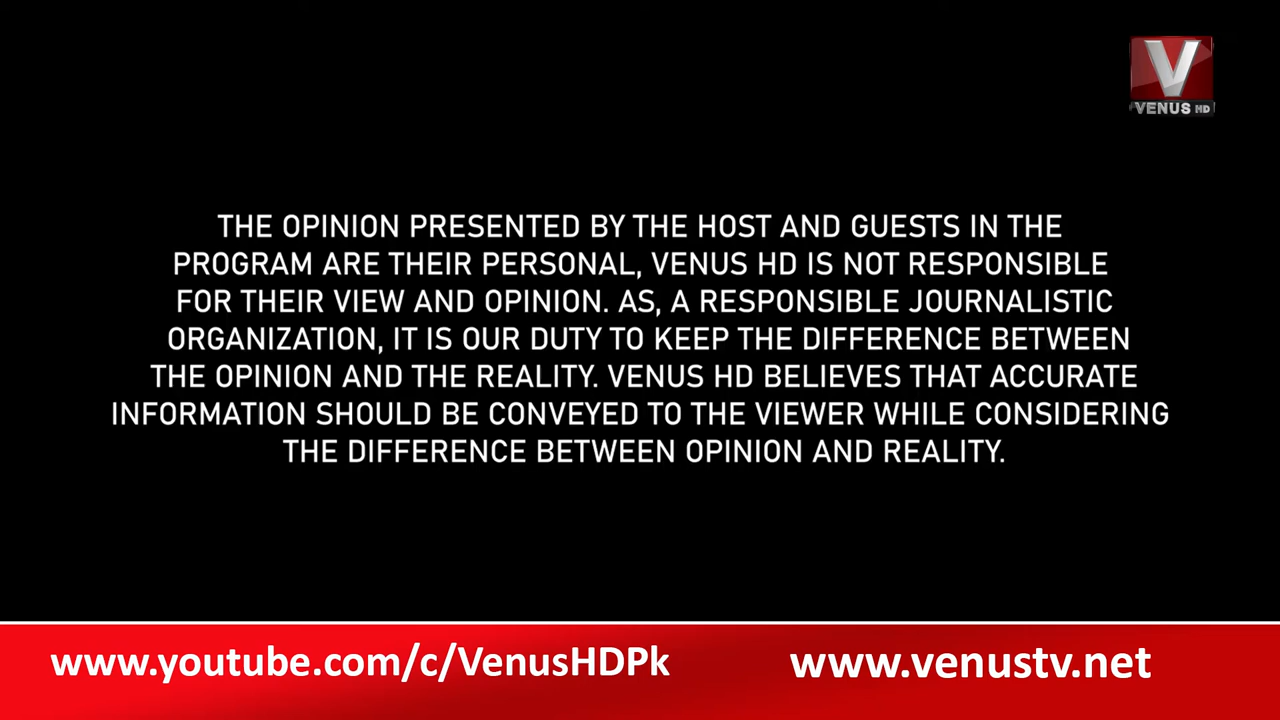 V
VENUS HD
THE OPINION PRESENTED BY THE HOST AND GUESTS IN THE
PROGRAM ARE THEIR PERSONAL, VENUS HD IS NOT RESPONSIBLE
FOR THEIR VIEW AND OPINION. AS, A RESPONSIBLE JOURNALISTIC
ORGANIZATION, IT IS OUR DUTY TO KEEP THE DIFFERENCE BETWEEN
THE OPINION AND THE REALITY. VENUS HD BELIEVES THAT ACCURATE
INFORMATION SHOULD BE CONVEYED TO THE VIEWER WHILE CONSIDERING
THE DIFFERENCE BETWEEN OPINION AND REALITY.
www.youtube.com/c/VenusHDPk www.venustv.net